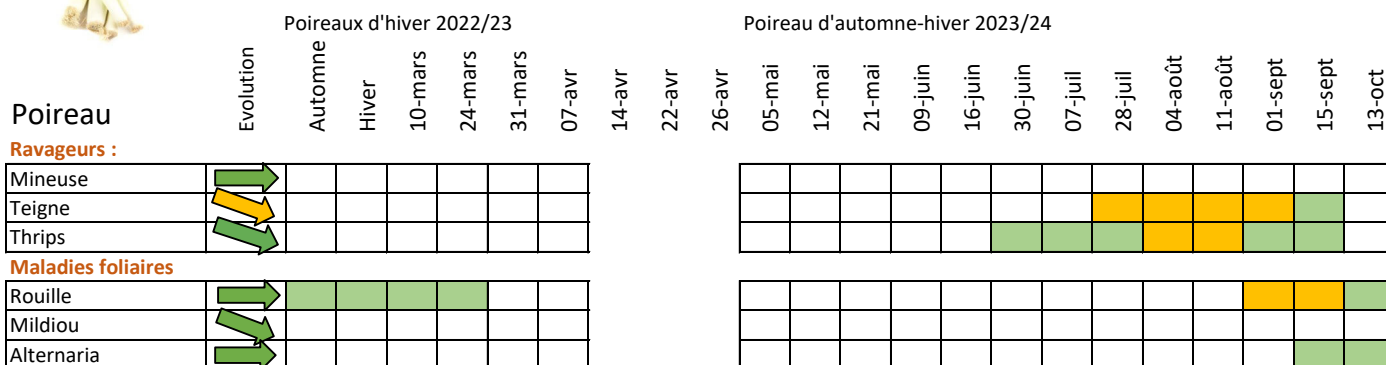 Poireaux d'hiver 2022/23
Poireau d'automne-hiver 2023/24
Poireau
Evolution
Automne
Hiver
10-mars
24-mars
31-mars
07-avr
14-avr
22-avr
26-avr
05-mai
12-mai
21-mai
09-juin
16-juin
30-juin
07-juil
28-juil
04-août
11-août
01-sept
15-sept
13-oct
Ravageurs :
Mineuse
Teigne
Thrips
Maladies foliaires
Rouille
Mildiou
Alternaria